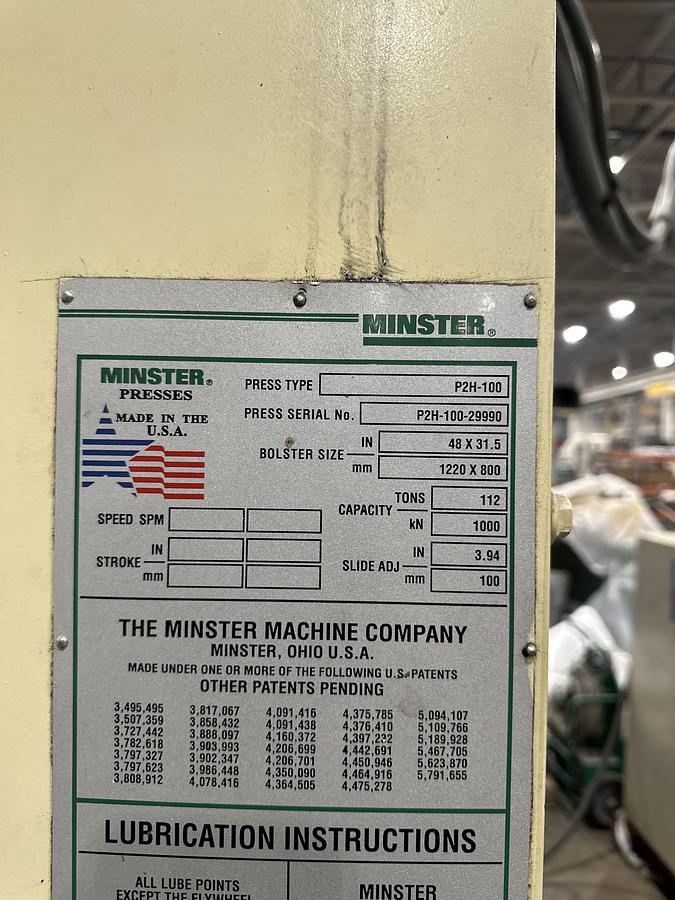 MINSTER®
MINSTER®
PRESSES
MADE IN THE
U.S.A.
PRESS TYPE P2H-100
PRESS SERIAL No. P2H-100-29990
BOLSTER SIZE IN 48 X 31.5
mm 1220 X 800
CAPACITY TONS 112
kN 1000
SPEED SPM
STROKE IN
mm
SLIDE ADJ IN 3.94
mm 100
THE MINSTER MACHINE COMPANY
MINSTER, OHIO U.S.A.
MADE UNDER ONE OR MORE OF THE FOLLOWING U.S. PATENTS
OTHER PATENTS PENDING
3,495,495 3,817,067 4,091,416 4,375,785 5,094,107
3,507,359 3,858,432 4,091,438 4,376,410 5,109,766
3,727,442 3,888,097 4,160,372 4,397,232 5,189,928
3,782,618 3,903,993 4,206,699 4,442,691 5,467,705
3,797,327 3,902,347 4,206,701 4,450,946 5,623,870
3,797,623 3,986,448 4,350,090 4,464,916 5,791,655
3,808,912 4,078,416 4,364,505 4,475,278
LUBRICATION INSTRUCTIONS
ALL LUBE POINTS
EXCEPT THE FLYWHEEL
MINSTER